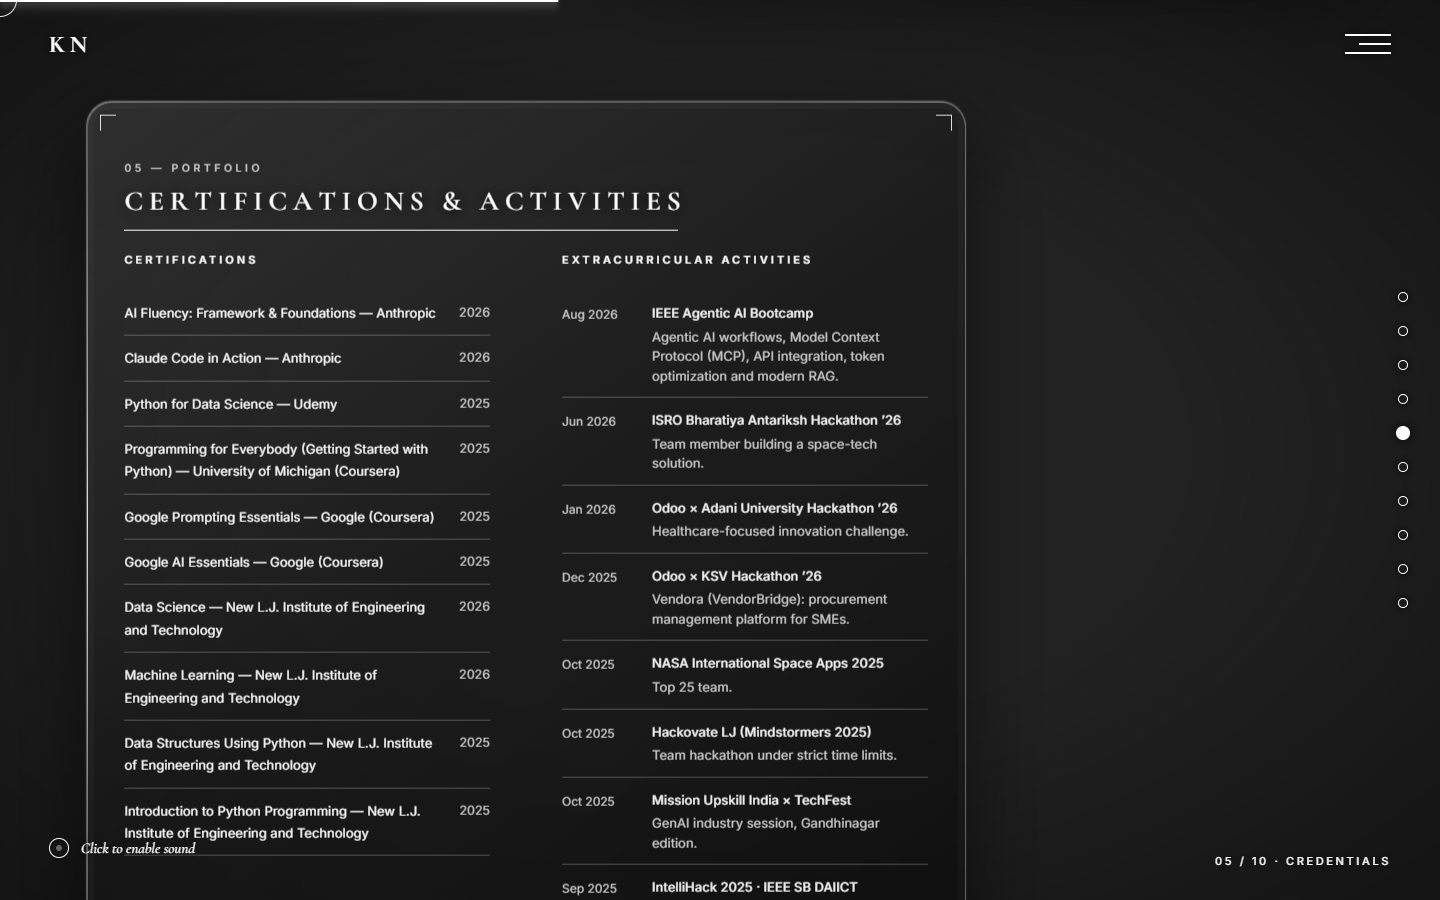 KN
05 — PORTFOLIO
CERTIFICATIONS & ACTIVITIES
CERTIFICATIONS
AI Fluency: Framework & Foundations — Anthropic 2026
Claude Code in Action — Anthropic 2026
Python for Data Science — Udemy 2025
Programming for Everybody (Getting Started with 2025
Python) — University of Michigan (Coursera)
Google Prompting Essentials — Google (Coursera) 2025
Google AI Essentials — Google (Coursera) 2025
Data Science — New L.J. Institute of Engineering 2026
and Technology
Machine Learning — New L.J. Institute of 2026
Engineering and Technology
Data Structures Using Python — New L.J. Institute 2025
of Engineering and Technology
Introduction to Python Programming — New L.J. 2025
Institute of Engineering and Technology
EXTRACURRICULAR ACTIVITIES
Aug 2026 IEEE Agentic AI Bootcamp
Agentic AI workflows, Model Context
Protocol (MCP), API integration, token
optimization and modern RAG.
Jun 2026 ISRO Bharatiya Antariksh Hackathon ’26
Team member building a space-tech
solution.
Jan 2026 Odoo × Adani University Hackathon ’26
Healthcare-focused innovation challenge.
Dec 2025 Odoo × KSV Hackathon ’26
Vendora (VendorBridge): procurement
management platform for SMEs.
Oct 2025 NASA International Space Apps 2025
Top 25 team.
Oct 2025 Hackovate LJ (Mindstormers 2025)
Team hackathon under strict time limits.
Oct 2025 Mission Upskill India × TechFest
GenAI industry session, Gandhinagar
edition.
Sep 2025 IntelliHack 2025 · IEEE SB DAIICT
Click to enable sound
05 / 10 · CREDENTIALS